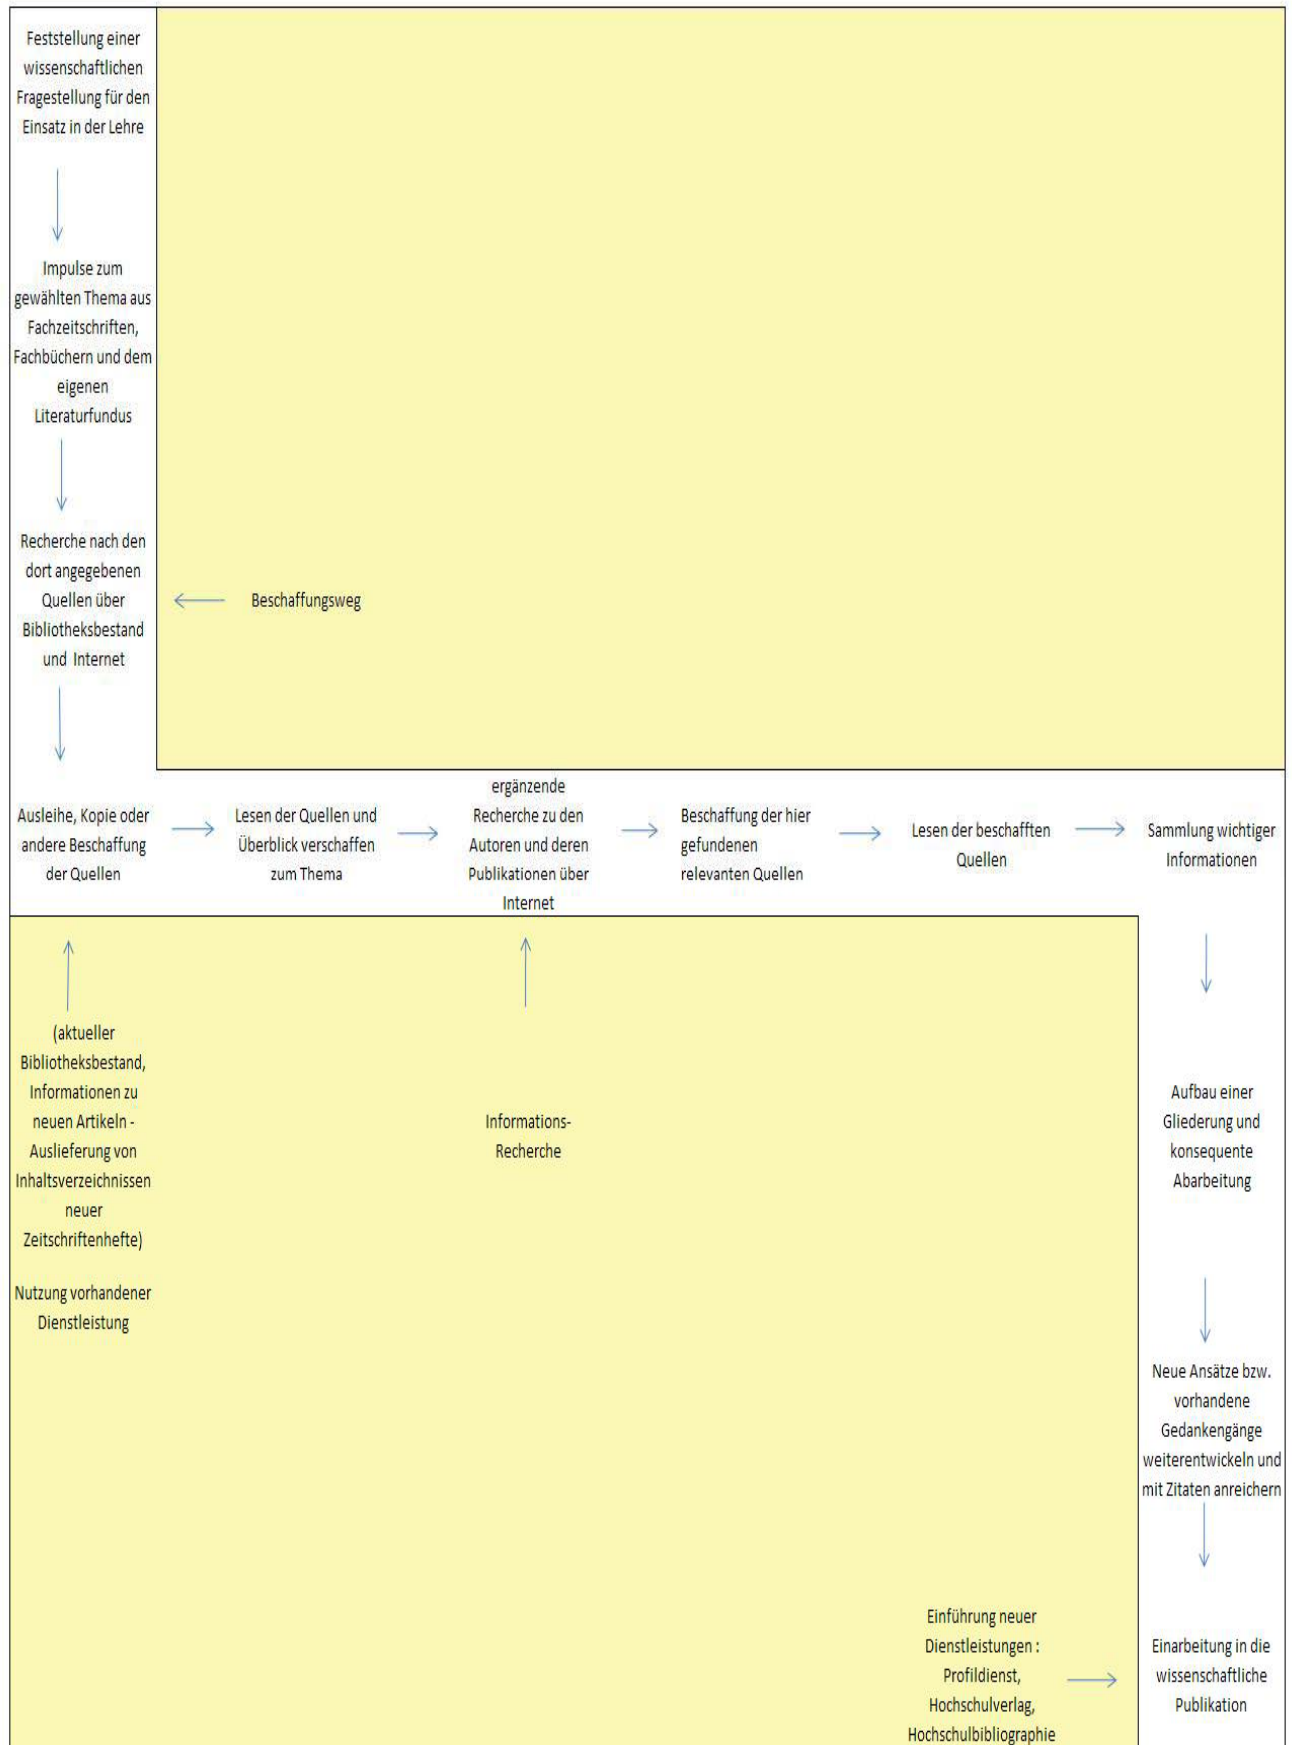 Feststellung einer
wissenschaftlichen
Fragestellung für den
Einsatz in der Lehre
Impulse zum
gewählten Thema aus
Fachzeitschriften,
Fachbüchern und dem
eigenen
Literaturfundus
Recherche nach den
dort angegebenen
Quellen über
Bibliotheksbestand
und Internet
Beschaffungsweg
Ausleihe, Kopie oder
andere Beschaffung
der Quellen
Lesen der Quellen und
Überblick verschaffen
zum Thema
ergänzende
Recherche zu den
Autoren und deren
Publikationen über
Internet
Beschaffung der hier
gefundenen
relevanten Quellen
Lesen der beschafften
Quellen
Sammlung wichtiger
Informationen
(aktueller
Bibliotheksbestand,
Informationen zu
neuen Artikeln -
Auslieferung von
Inhaltsverzeichnissen
neuer
Zeitschriftenhefte)
Nutzung vorhandener
Dienstleistung
Informations-
Recherche
Aufbau einer
Gliederung und
konsequente
Abarbeitung
Neue Ansätze bzw.
vorhandene
Gedankengänge
weiterentwickeln und
mit Zitaten anreichern
Einführung neuer
Dienstleistungen :
Profildienst,
Hochschulverlag,
Hochschulbibliographie
Einarbeitung in die
wissenschaftliche
Publikation